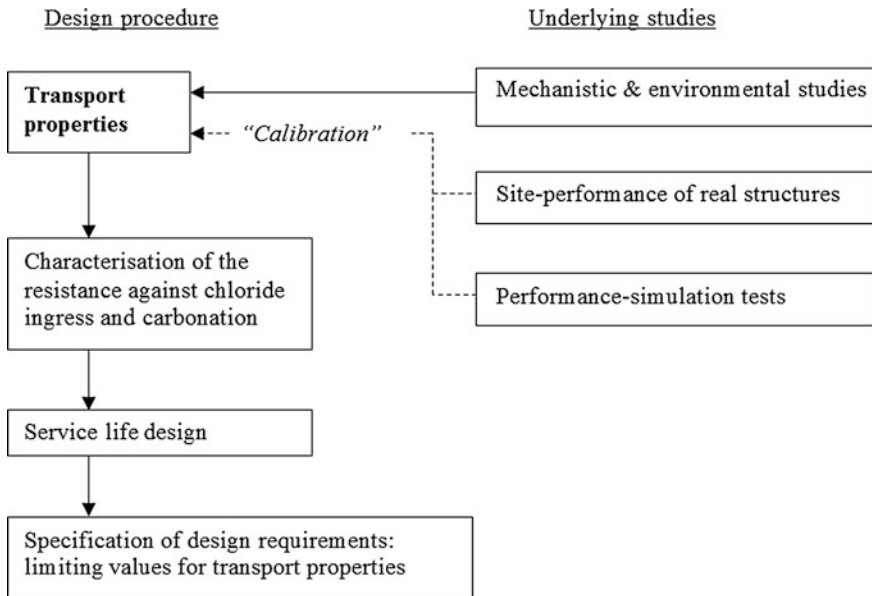 Design procedure
Underlying studies
Transport
properties
Mechanistic & environmental studies
“Calibration”
Site-performance of real structures
Characterisation of the
resistance against chloride
ingress and carbonation
Performance-simulation tests
Service life design
Specification of design requirements:
limiting values for transport properties